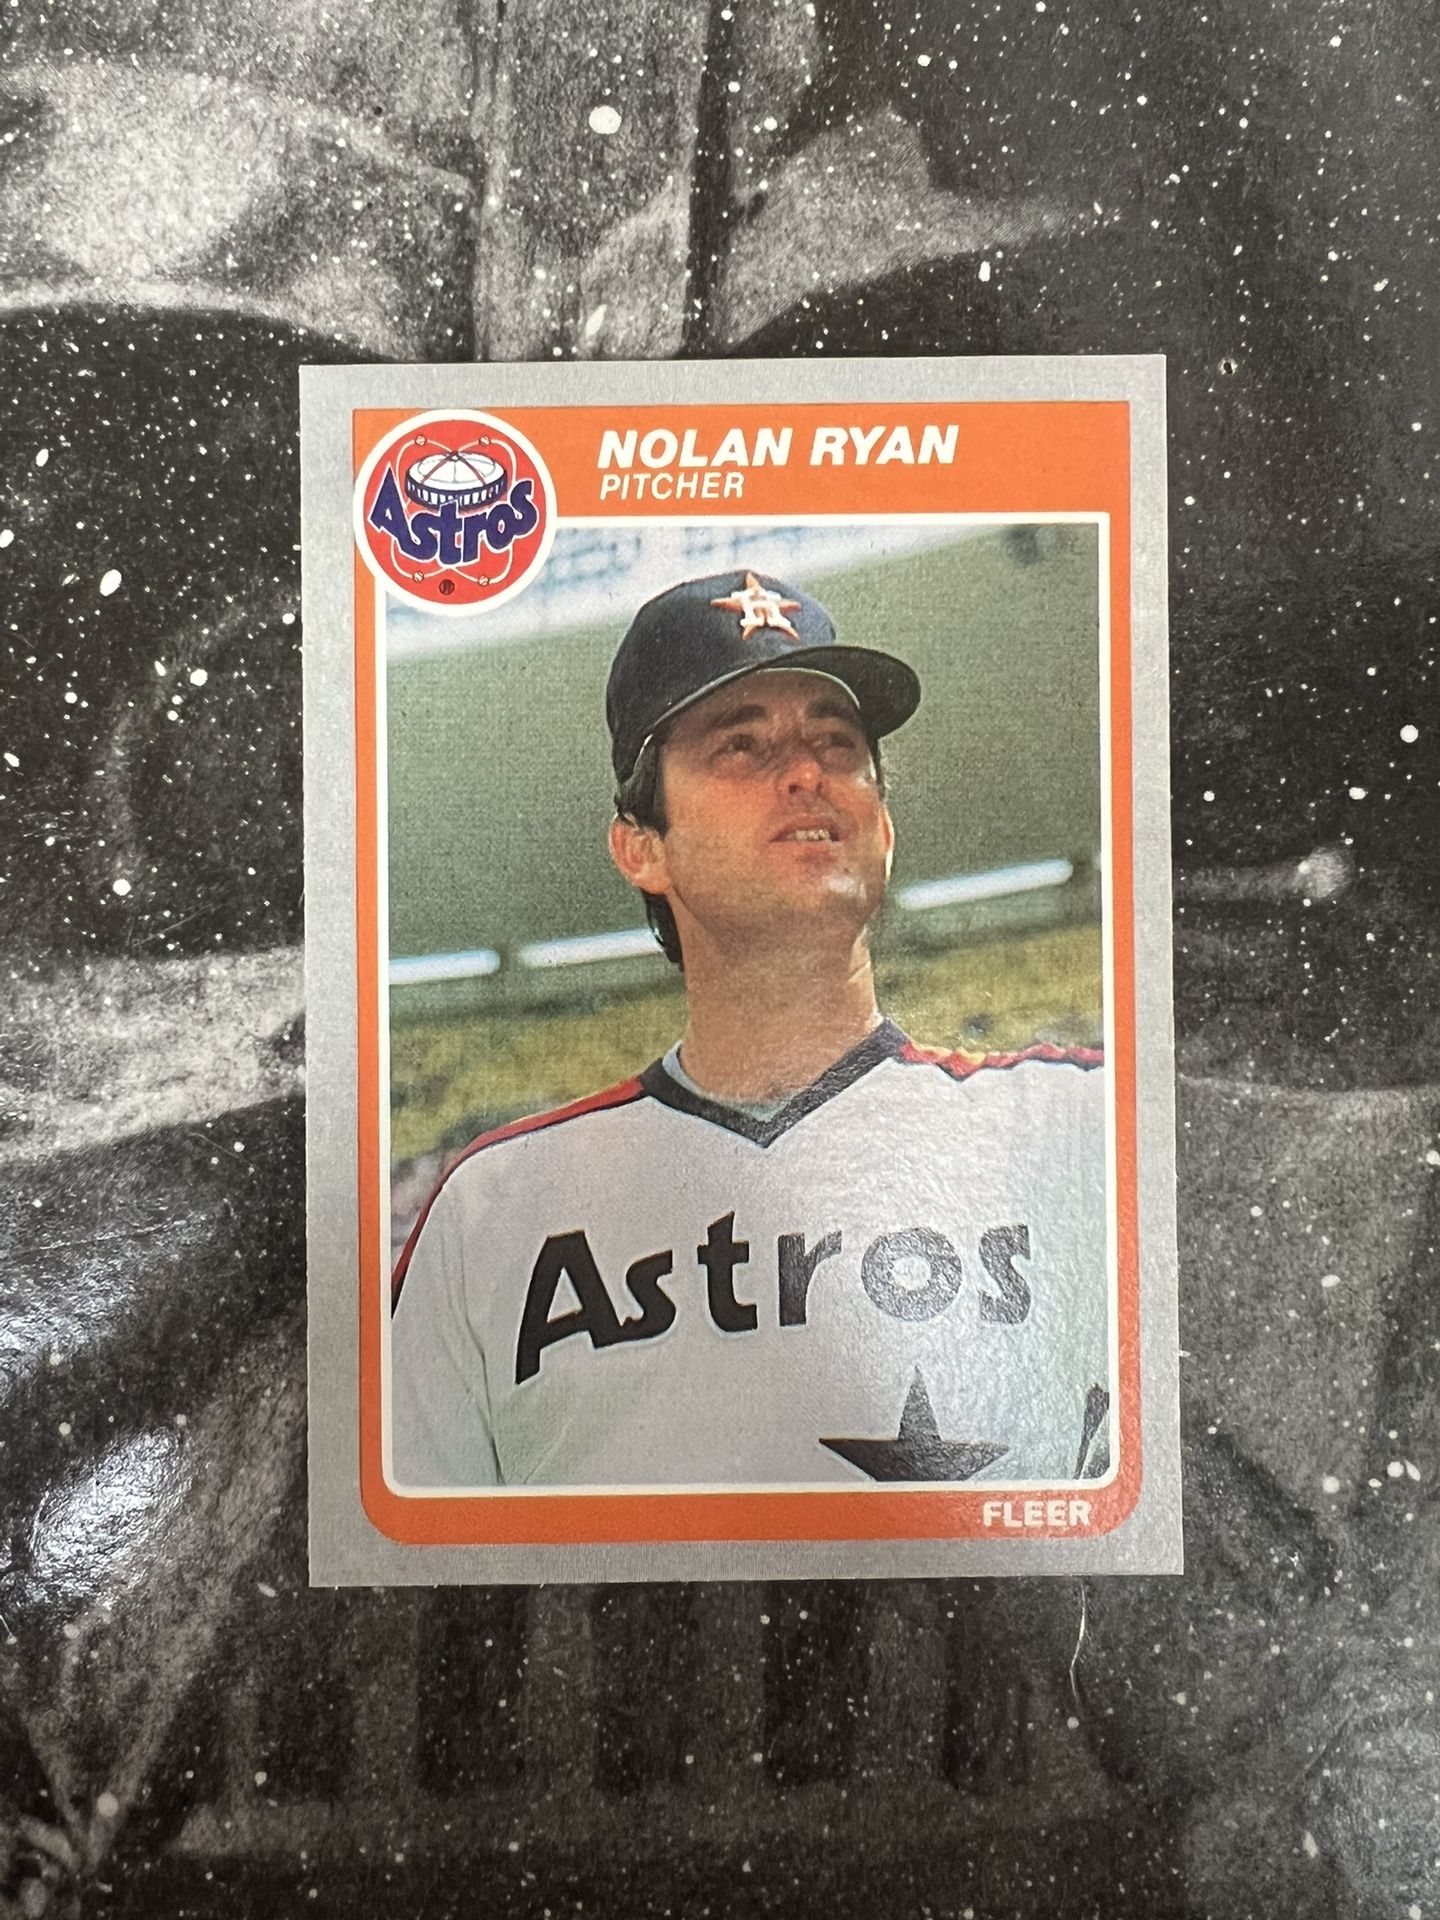 Astros
NOLAN RYAN
PITCHER
H
Astros
FLEER